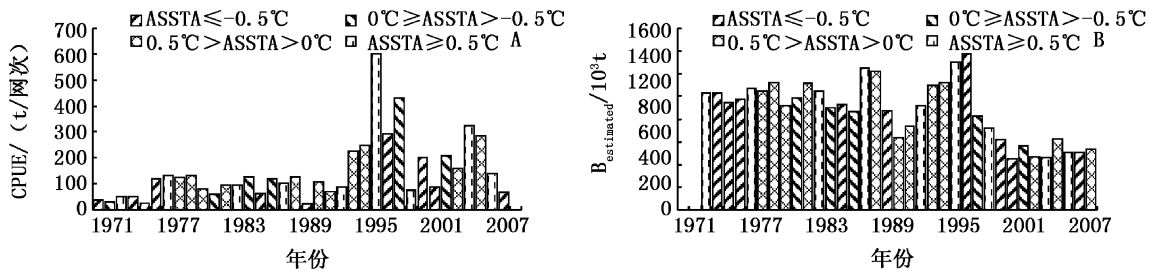 ASSTA≤-0.5℃ 0℃≥ASSTA>-0.5℃
0.5℃>ASSTA>0℃ ASSTA≥0.5℃ A
CPUE/（t/网次）
700
600
500
400
300
200
100
0
1971 1977 1983 1989 1995 2001 2007
年份
ASSTA≤-0.5℃ 0℃≥ASSTA>-0.5℃
0.5℃>ASSTA>0℃ ASSTA≥0.5℃ B
Bestimated/10³t
1600
1400
1200
1000
800
600
400
200
0
1971 1977 1983 1989 1995 2001 2007
年份